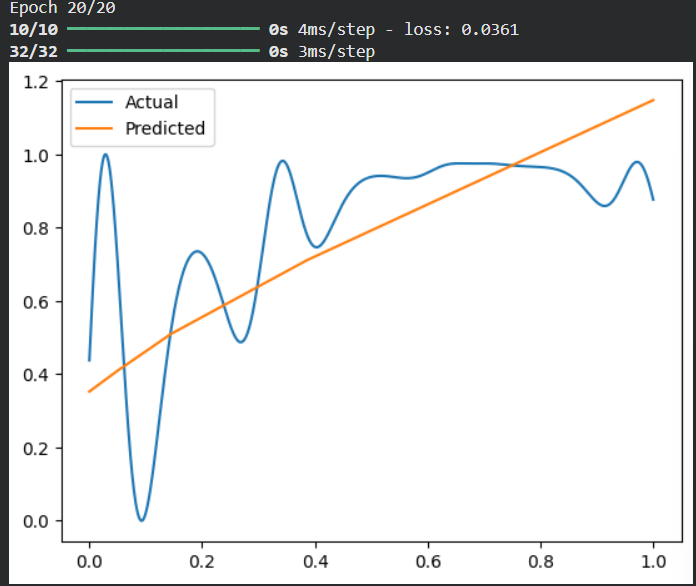 Epoch 20/20
10/10 ━━━━━━━━━━━━━━━━━━━━ 0s 4ms/step - loss: 0.0361
32/32 ━━━━━━━━━━━━━━━━━━━━ 0s 3ms/step
1.2
Actual
Predicted
1.0
0.8
0.6
0.4
0.2
0.0
0.0 0.2 0.4 0.6 0.8 1.0